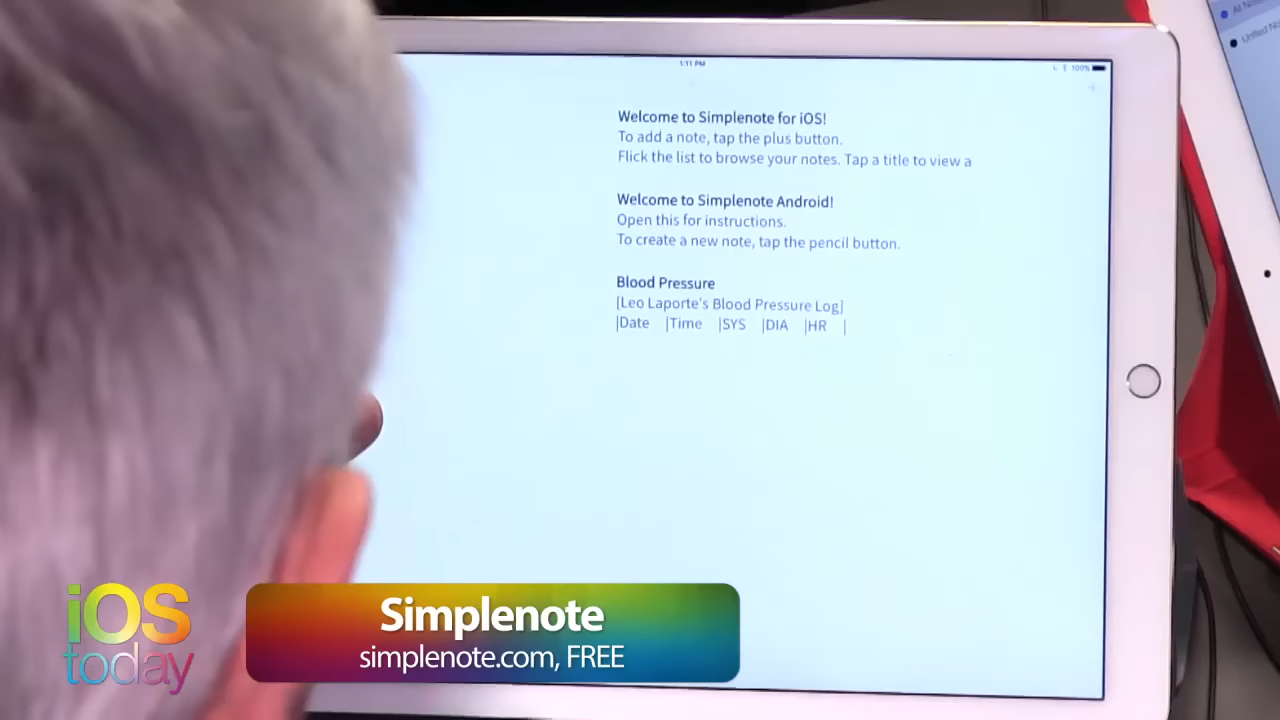 1:11 PM
100%
Welcome to Simplenote for iOS!
To add a note, tap the plus button.
Flick the list to browse your notes. Tap a title to view a
Welcome to Simplenote Android!
Open this for instructions.
To create a new note, tap the pencil button.
Blood Pressure
[Leo Laporte's Blood Pressure Log]
|Date |Time |SYS |DIA |HR |
iOS
today
Simplenote
simplenote.com, FREE